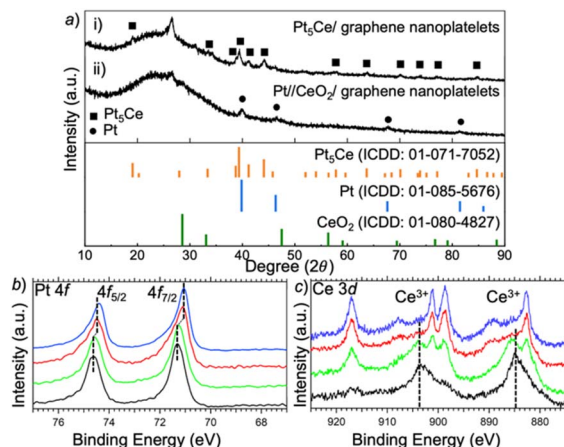 a)
i)
Pt₅Ce/ graphene nanoplatelets
ii)
Pt//CeO₂/ graphene nanoplatelets
■ Pt₅Ce
● Pt
Intensity (a.u.)
Pt₅Ce (ICDD: 01-071-7052)
Pt (ICDD: 01-085-5676)
CeO₂ (ICDD: 01-080-4827)
10 20 30 40 50 60 70 80 90
Degree (2θ)
b) Pt 4f 4f₅/₂ 4f₇/₂
Intensity (a.u.)
76 74 72 70 68
Binding Energy (eV)
c) Ce 3d Ce³⁺ Ce³⁺
Intensity (a.u.)
920 900 880
Binding Energy (eV)